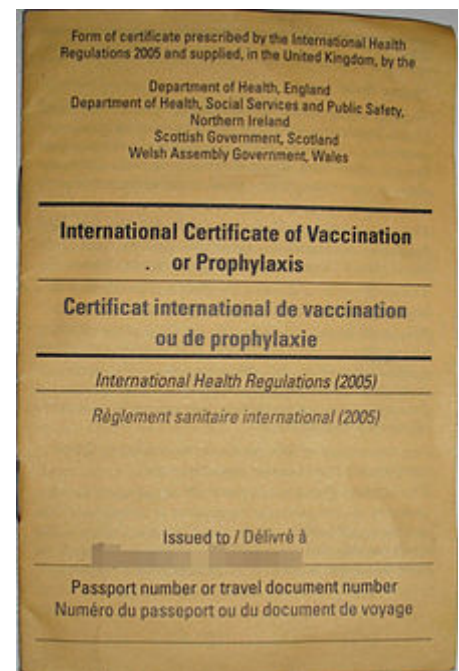 Form of certificate prescribed by the International Health
Regulations 2005 and supplied, in the United Kingdom, by the
Department of Health, England
Department of Health, Social Services and Public Safety,
Northern Ireland
Scottish Government, Scotland
Welsh Assembly Government, Wales
International Certificate of Vaccination
or Prophylaxis
Certificat international de vaccination
ou de prophylaxie
International Health Regulations (2005)
Règlement sanitaire international (2005)
Issued to / Délivré à
Passport number or travel document number
Numéro du passeport ou du document de voyage